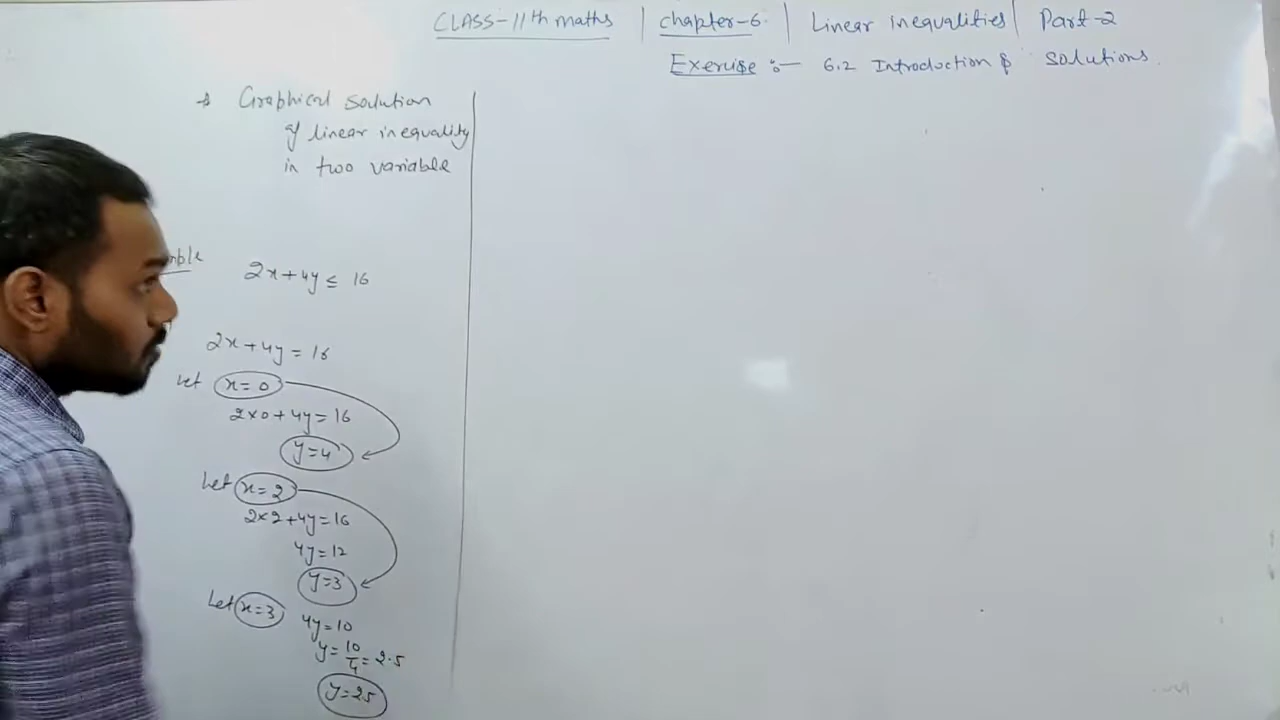 CLASS-11th maths | chapter-6. | Linear inequalities | Part-2
Exercise :- 6.2 Introduction & solutions.
Graphical solution
of linear inequality
in two variable
2x+4y ≤ 16
2x+4y = 16
Let x=0
2×0+4y=16
y=4
Let x=2
2×2+4y=16
4y=12
y=3
Let x=3
4y=10
y=10/4=2.5
y=2.5